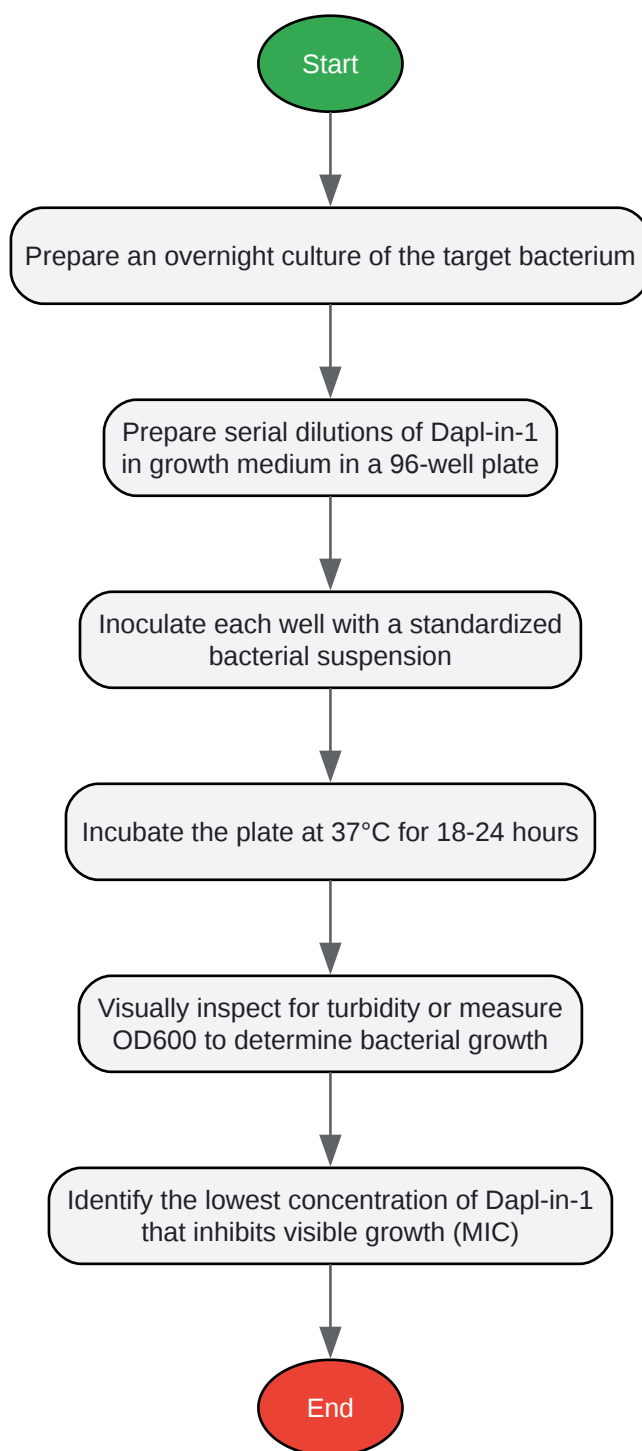 Start
Prepare an overnight culture of the target bacterium
Prepare serial dilutions of Dapl-in-1
in growth medium in a 96-well plate
Inoculate each well with a standardized
bacterial suspension
Incubate the plate at 37°C for 18-24 hours
Visually inspect for turbidity or measure
OD600 to determine bacterial growth
Identify the lowest concentration of Dapl-in-1
that inhibits visible growth (MIC)
End